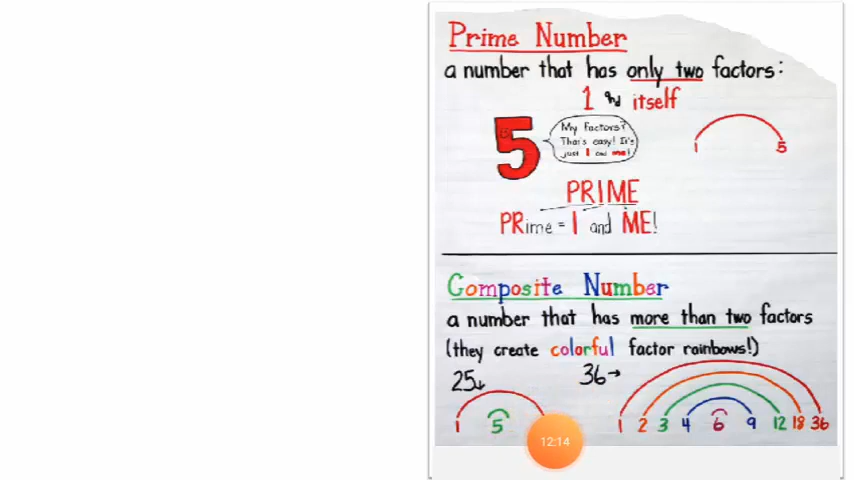 Prime Number
a number that has only two factors:
1 and itself
5
My factors?
That's easy! It's
just 1 and me!
1 5
PRIME
PRime = 1 and ME!
Composite Number
a number that has more than two factors
(they create colorful factor rainbows!)
25 36→
1 5
1 2 3 4 6 9 12 18 36
12:14